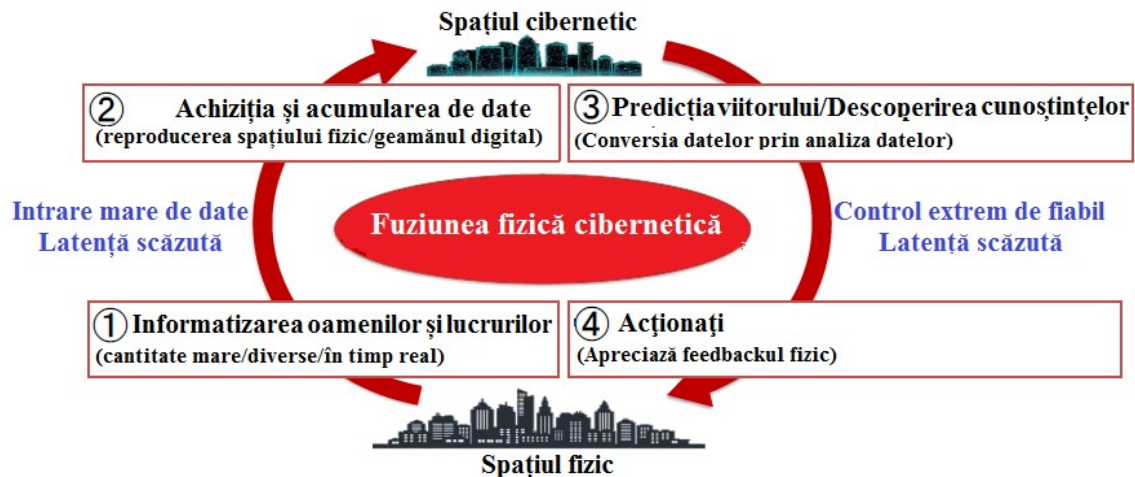 Spațiul cibernetic
② Achiziția și acumularea de date
(reproducerea spațiului fizic/geamănul digital)
③ Predicția viitorului/Descoperirea cunoștințelor
(Conversia datelor prin analiza datelor)
Intrare mare de date
Latență scăzută
Fuziunea fizică cibernetică
Control extrem de fiabil
Latență scăzută
① Informatizarea oamenilor și lucrurilor
(cantitate mare/diverse/în timp real)
④ Acţionaţi
(Apreciază feedbackul fizic)
Spațiul fizic